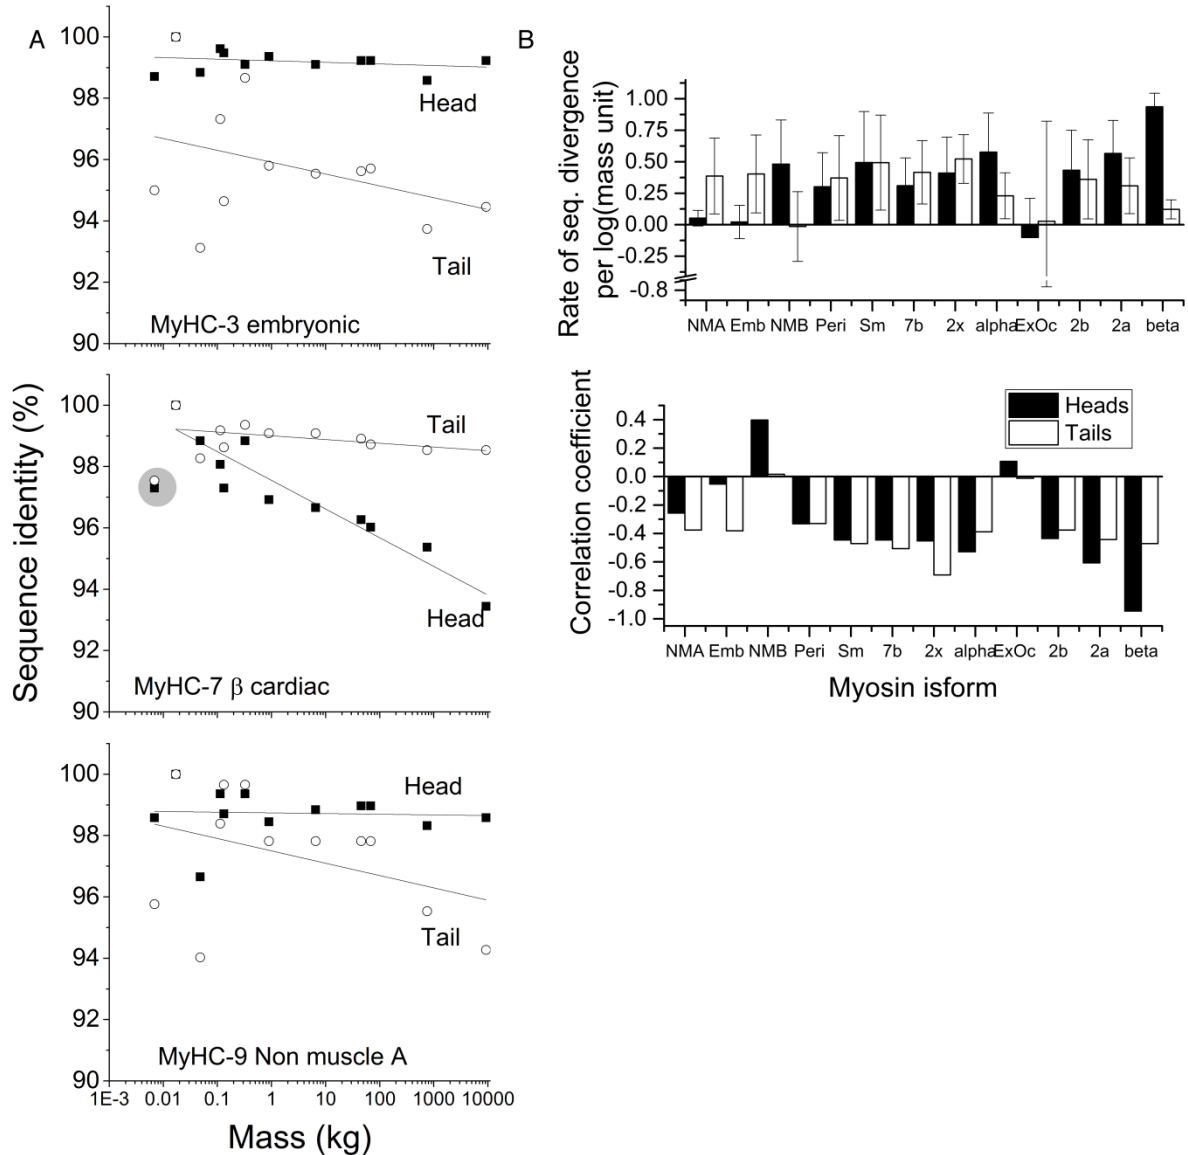 A
Sequence identity (%)
100
98
96
94
92
90
Head
Tail
MyHC-3 embryonic
100
98
96
94
92
90
Tail
Head
MyHC-7 β cardiac
100
98
96
94
92
90
Head
Tail
MyHC-9 Non muscle A
1E-3 0.01 0.1 1 10 100 1000 10000
Mass (kg)
B
Rate of seq. divergence
per log(mass unit)
1.00
0.75
0.50
0.25
0.00
-0.25
-0.8
NMA Emb NMB Peri Sm 7b 2x alpha ExOc 2b 2a beta
Correlation coefficient
0.4
0.2
0.0
-0.2
-0.4
-0.6
-0.8
-1.0
Heads
Tails
NMA Emb NMB Peri Sm 7b 2x alpha ExOc 2b 2a beta
Myosin isform